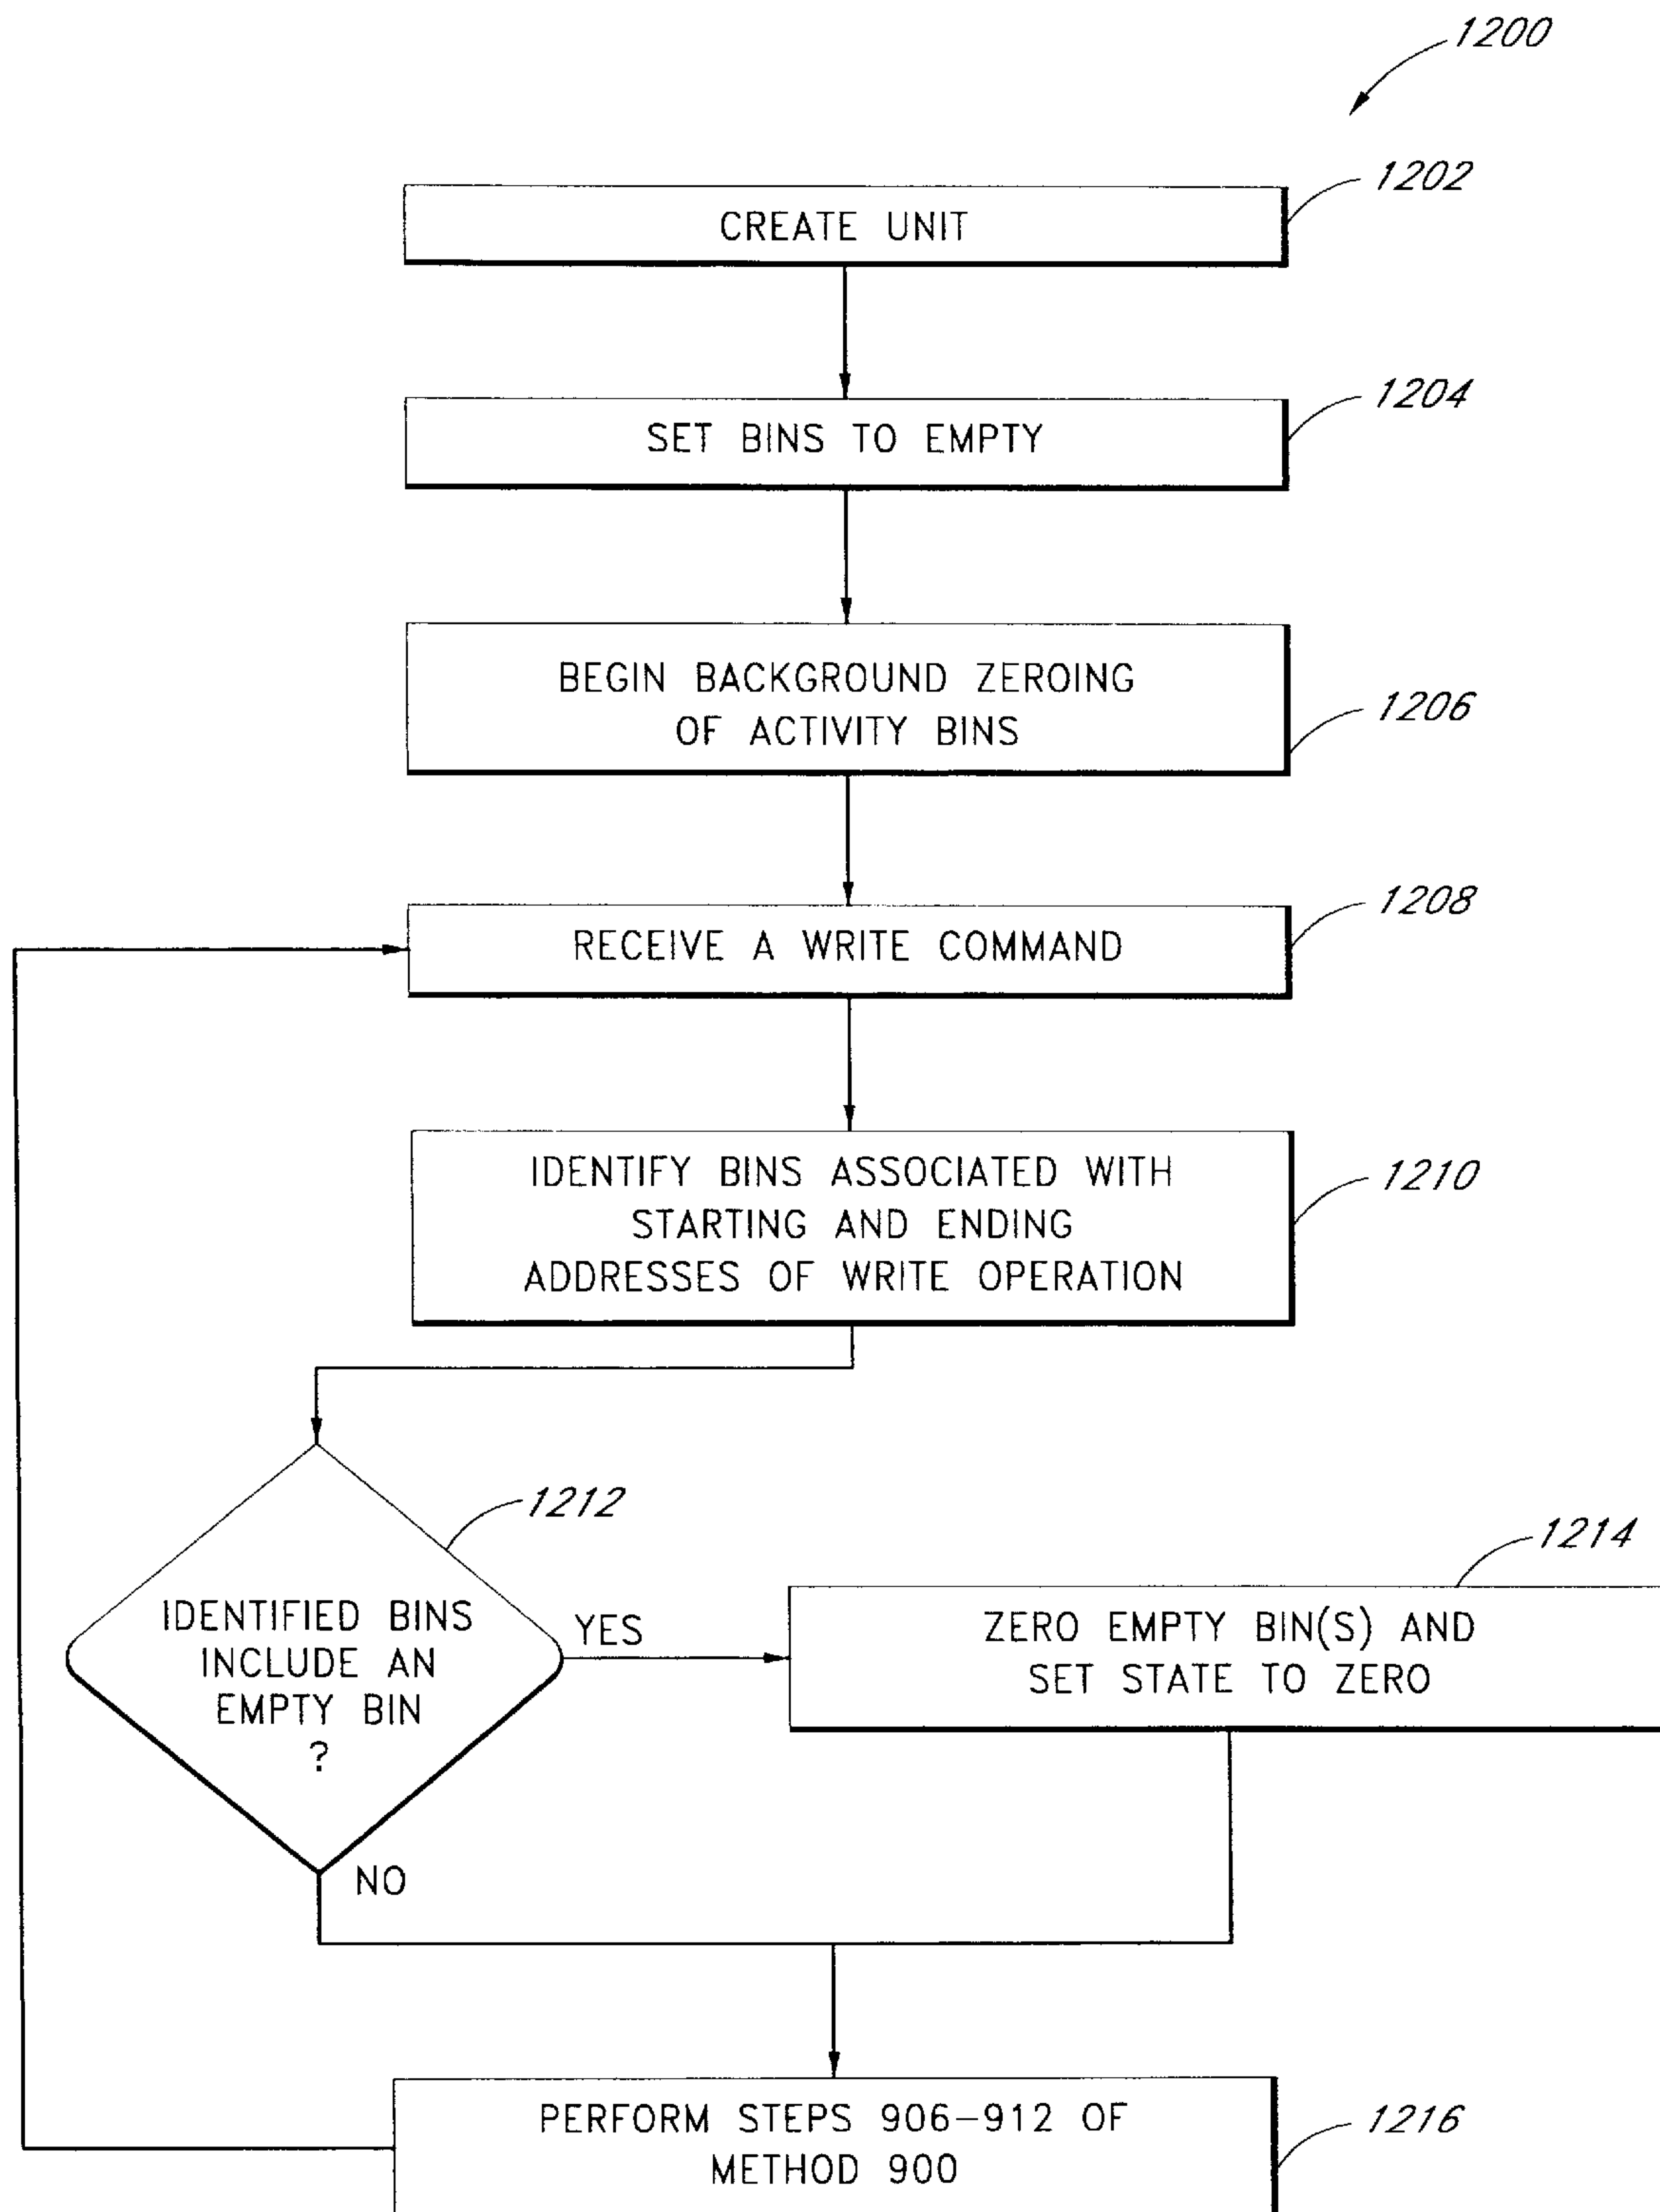 1200
1202
CREATE UNIT
1204
SET BINS TO EMPTY
BEGIN BACKGROUND ZEROING
OF ACTIVITY BINS
1206
1208
RECEIVE A WRITE COMMAND
IDENTIFY BINS ASSOCIATED WITH
STARTING AND ENDING
ADDRESSES OF WRITE OPERATION
1210
1212
IDENTIFIED BINS
INCLUDE AN
EMPTY BIN
?
YES
NO
1214
ZERO EMPTY BIN(S) AND
SET STATE TO ZERO
PERFORM STEPS 906-912 OF
METHOD 900
1216